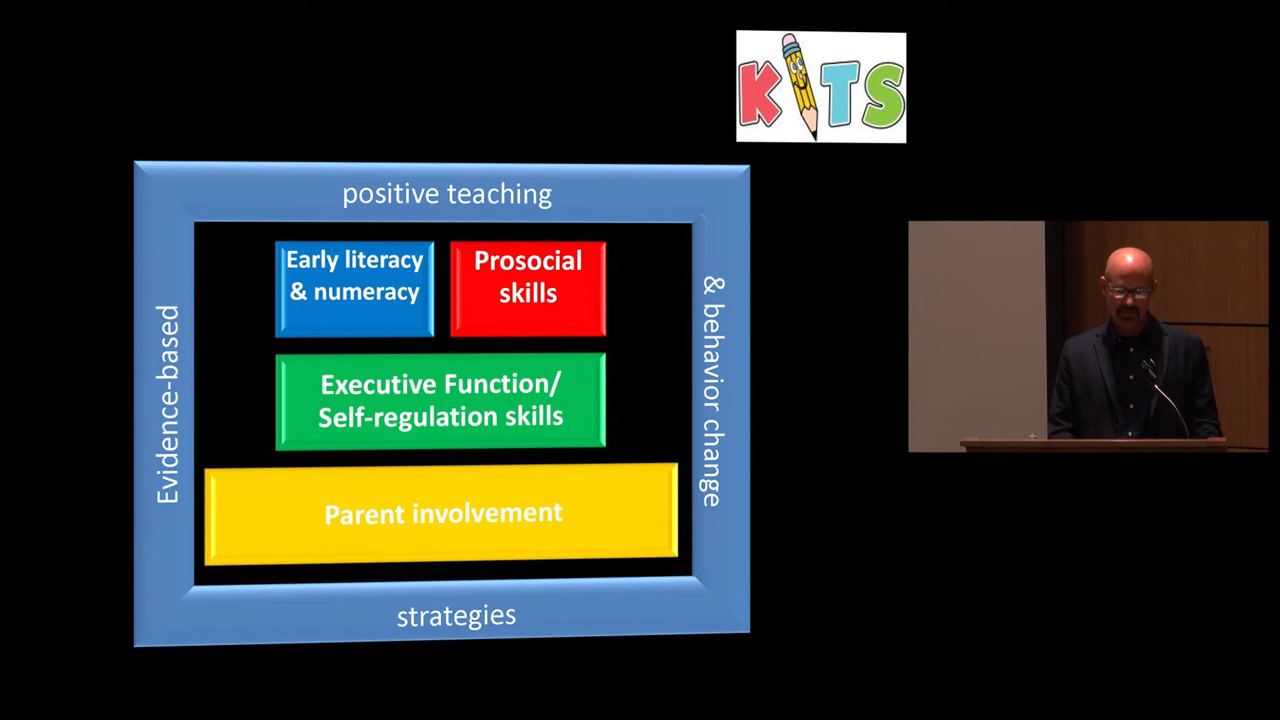 KITS
Evidence-based
positive teaching
& behavior change
strategies
Early literacy
& numeracy
Prosocial
skills
Executive Function/
Self-regulation skills
Parent involvement